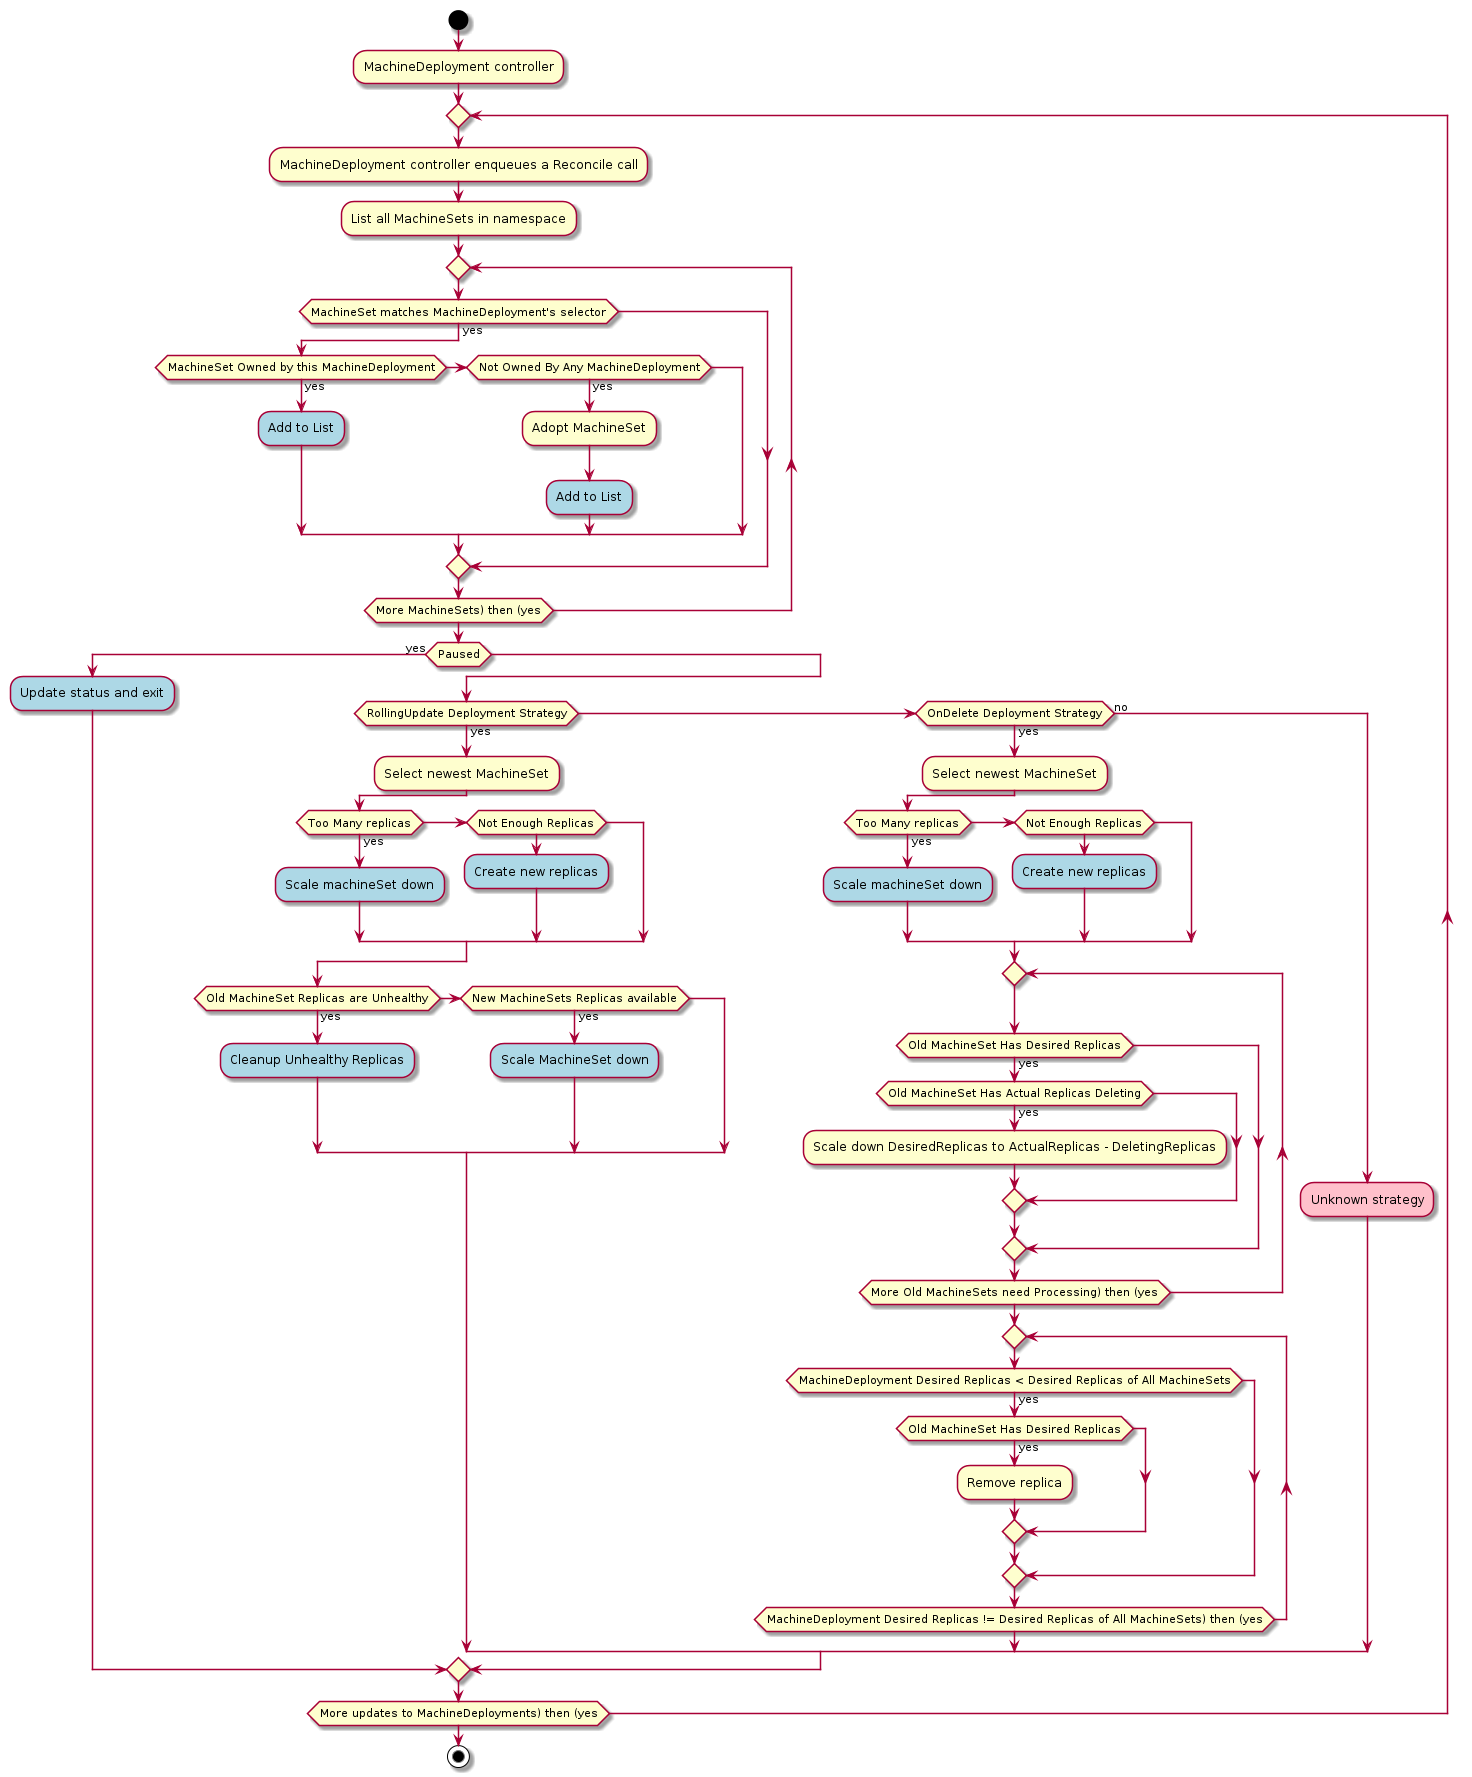 MachineDeployment controller
MachineDeployment controller enqueues a Reconcile call
List all MachineSets in namespace
MachineSet matches MachineDeployment's selector
yes
MachineSet Owned by this MachineDeployment
Not Owned By Any MachineDeployment
yes
yes
Add to List
Adopt MachineSet
Add to List
More MachineSets) then (yes
yes
Paused
Update status and exit
RollingUpdate Deployment Strategy
OnDelete Deployment Strategy
no
yes
yes
Select newest MachineSet
Select newest MachineSet
Too Many replicas
Not Enough Replicas
Too Many replicas
Not Enough Replicas
yes
yes
Scale machineSet down
Create new replicas
Scale machineSet down
Create new replicas
Old MachineSet Replicas are Unhealthy
New MachineSets Replicas available
yes
yes
Cleanup Unhealthy Replicas
Scale MachineSet down
Old MachineSet Has Desired Replicas
yes
Old MachineSet Has Actual Replicas Deleting
yes
Scale down DesiredReplicas to ActualReplicas - DeletingReplicas
Unknown strategy
More Old MachineSets need Processing) then (yes
MachineDeployment Desired Replicas < Desired Replicas of All MachineSets
yes
Old MachineSet Has Desired Replicas
yes
Remove replica
MachineDeployment Desired Replicas != Desired Replicas of All MachineSets) then (yes
More updates to MachineDeployments) then (yes